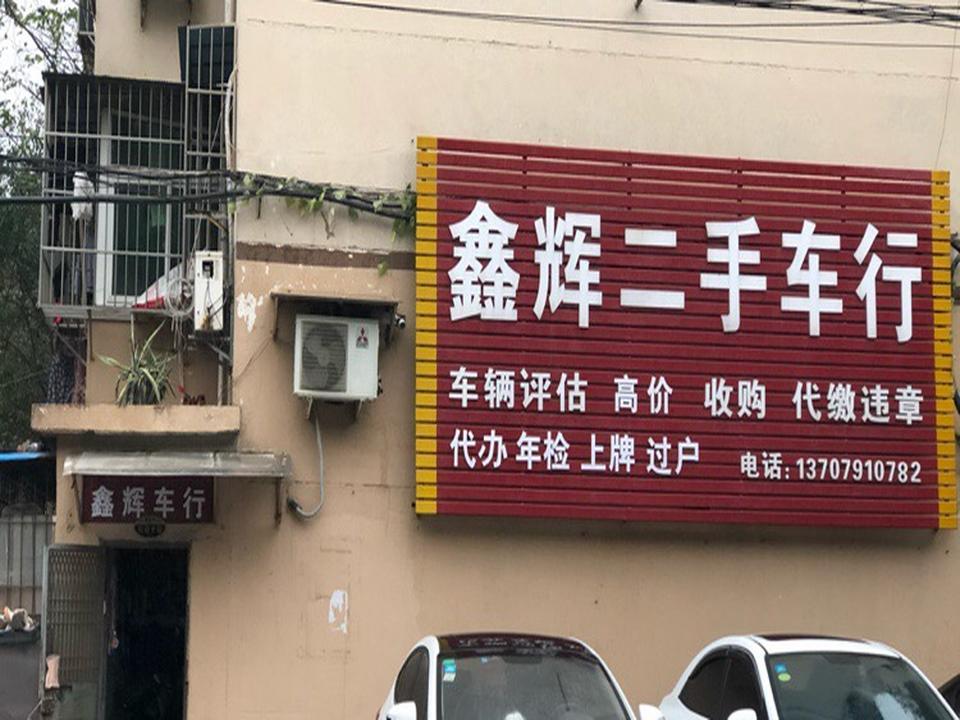 鑫辉二手车行
车辆评估 高价 收购 代缴违章
代办 年检 上牌 过户 电话:13707910782
鑫辉车行